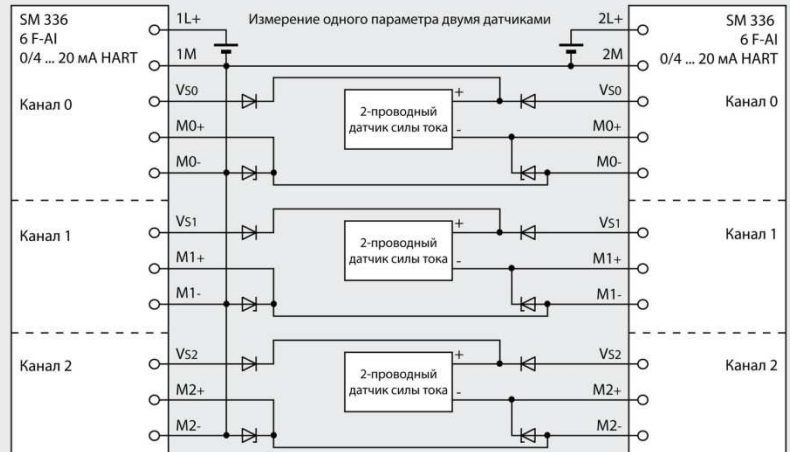 Измерение одного параметра двумя датчиками
SM 336
6 F-AI
0/4 ... 20 мА HART
1L+
1M
2L+
2M
SM 336
6 F-AI
0/4 ... 20 мА HART
Канал 0
Vs0
M0+
M0-
+
2-проводный
датчик силы тока
-
Vs0
M0+
M0-
Канал 0
Канал 1
Vs1
M1+
M1-
+
2-проводный
датчик силы тока
-
Vs1
M1+
M1-
Канал 1
Канал 2
Vs2
M2+
M2-
+
2-проводный
датчик силы тока
-
Vs2
M2+
M2-
Канал 2